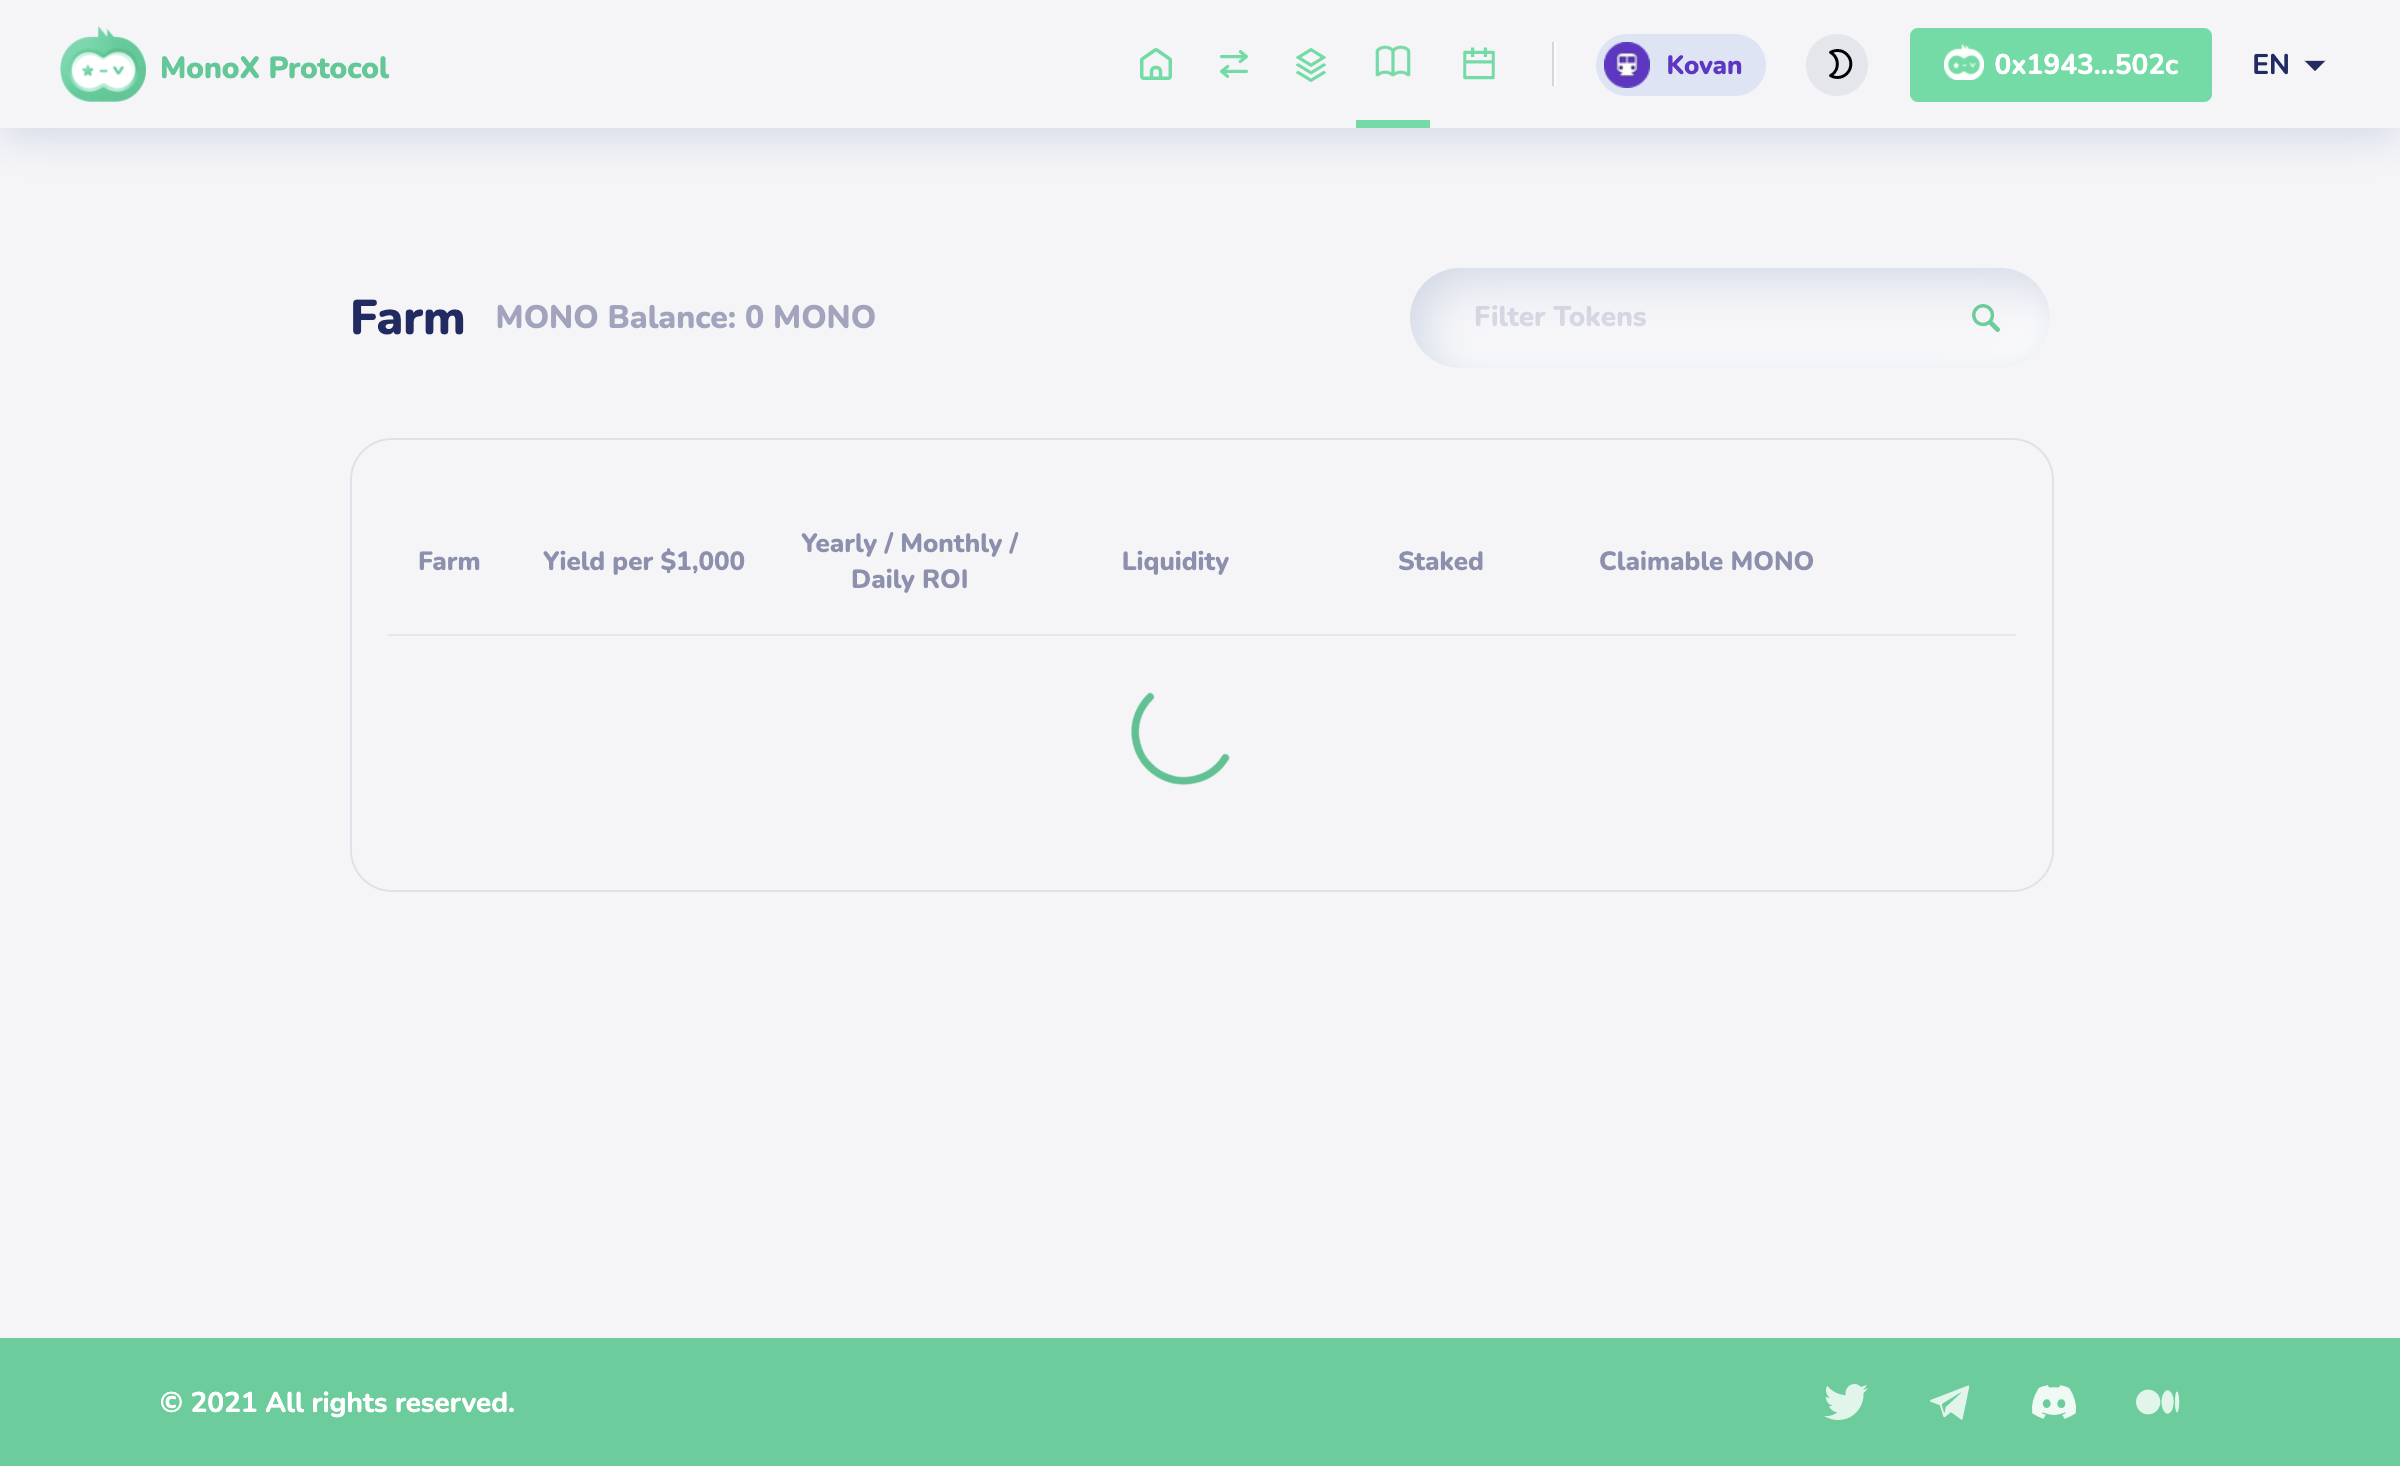 MonoX Protocol
Kovan
0x1943...502c
EN
Farm
MONO Balance: 0 MONO
Filter Tokens
Farm
Yield per $1,000
Yearly / Monthly /
Daily ROI
Liquidity
Staked
Claimable MONO
© 2021 All rights reserved.